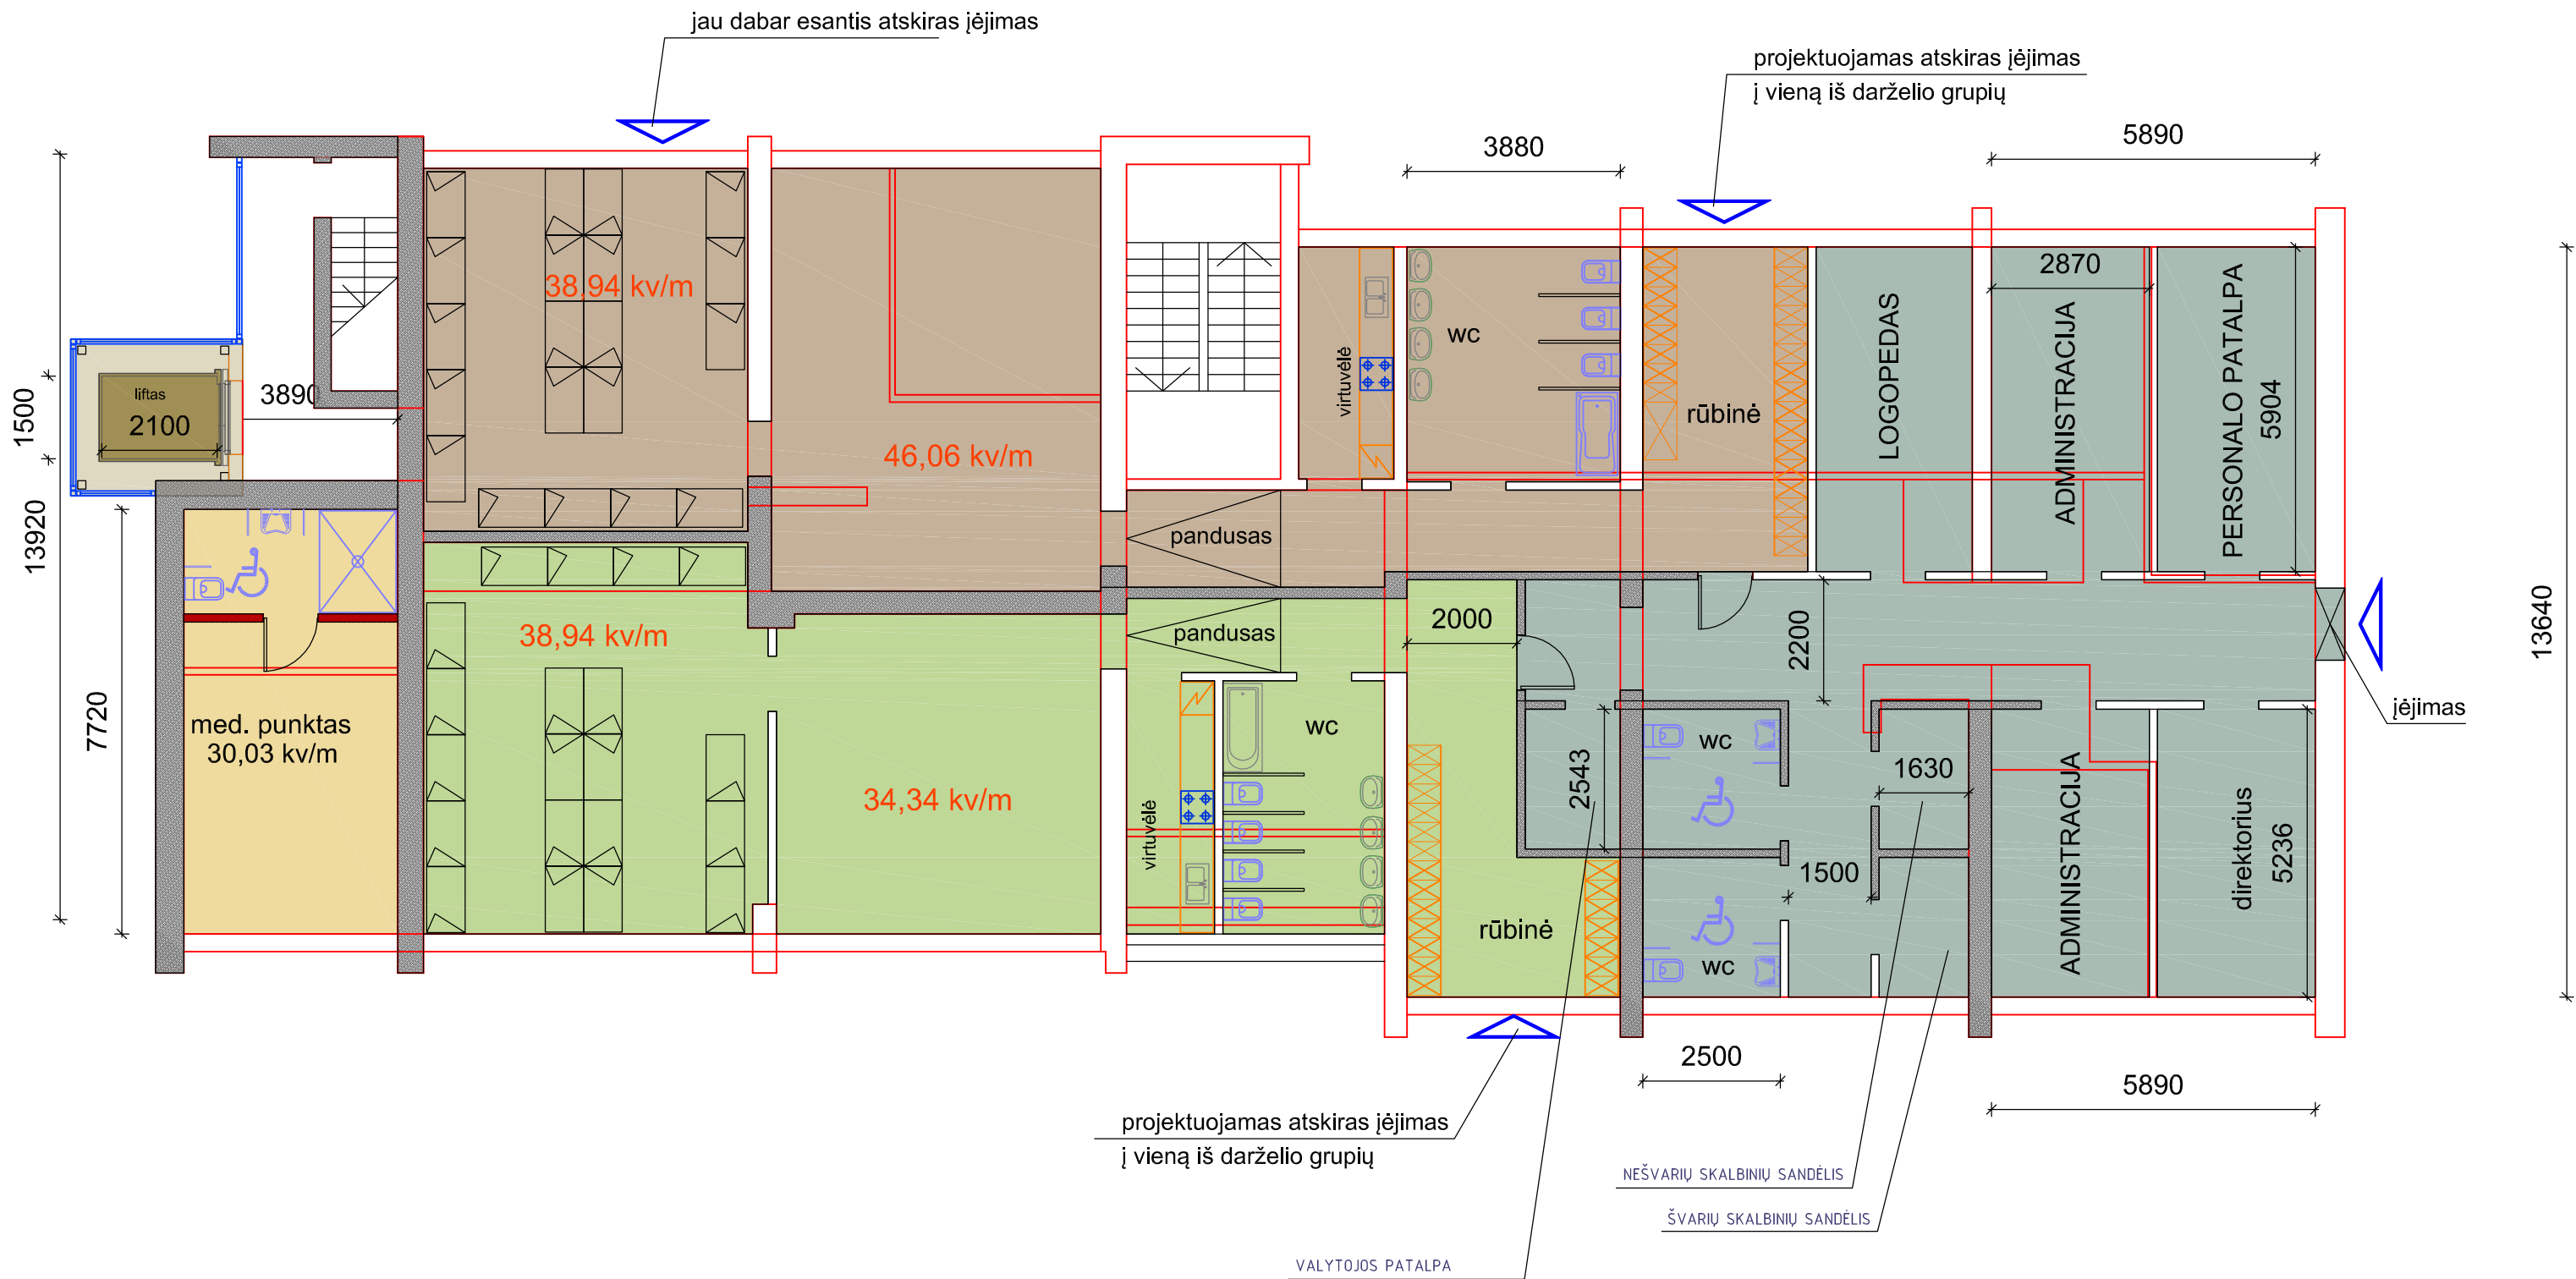 jau dabar esantis atskiras įėjimas
projektuojamas atskiras įėjimas
į vieną iš darželio grupių
3880
5890
38,94 kv/m
46,06 kv/m
virtuvėlė
wc
rūbinė
LOGOPEDAS
2870
ADMINISTRACIJA
PERSONALO PATALPA
5904
1500
liftas
2100
3890
13920
pandusas
pandusas
2000
2200
13640
38,94 kv/m
7720
med. punktas
30,03 kv/m
34,34 kv/m
virtuvėlė
wc
rūbinė
2543
wc
1630
1500
wc
ADMINISTRACIJA
direktorius
5236
įėjimas
2500
5890
projektuojamas atskiras įėjimas
į vieną iš darželio grupių
NEŠVARIŲ SKALBINIŲ SANDĖLIS
ŠVARIŲ SKALBINIŲ SANDĖLIS
VALYTOJOS PATALPA